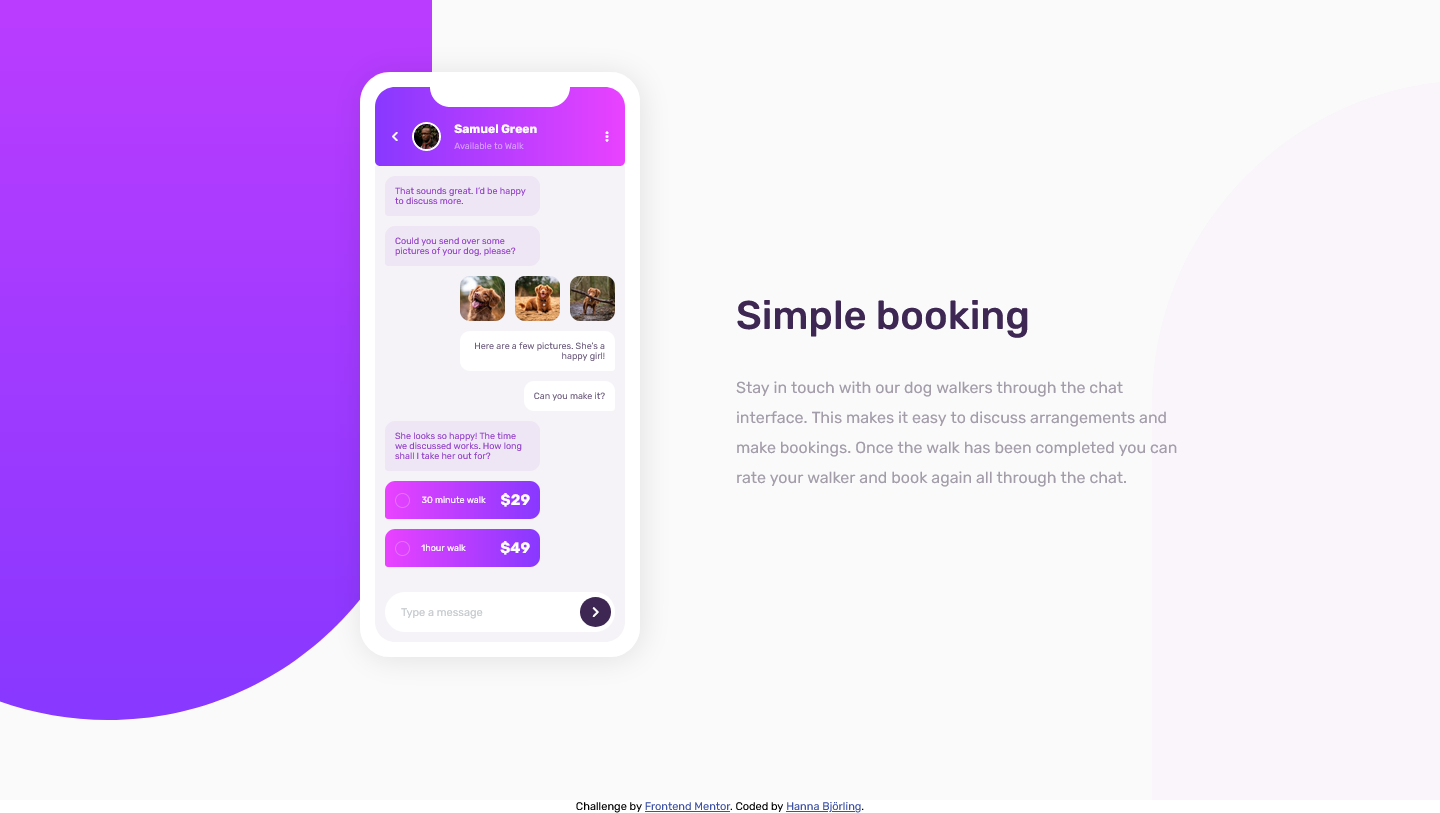 Samuel Green
Available to Walk
That sounds great. I'd be happy
to discuss more.
Could you send over some
pictures of your dog, please?
Here are a few pictures. She's a
happy girl!
Can you make it?
She looks so happy! The time
we discussed works. How long
shall I take her out for?
30 minute walk $29
1hour walk $49
Type a message
Simple booking
Stay in touch with our dog walkers through the chat
interface. This makes it easy to discuss arrangements and
make bookings. Once the walk has been completed you can
rate your walker and book again all through the chat.
Challenge by Frontend Mentor. Coded by Hanna Björling.